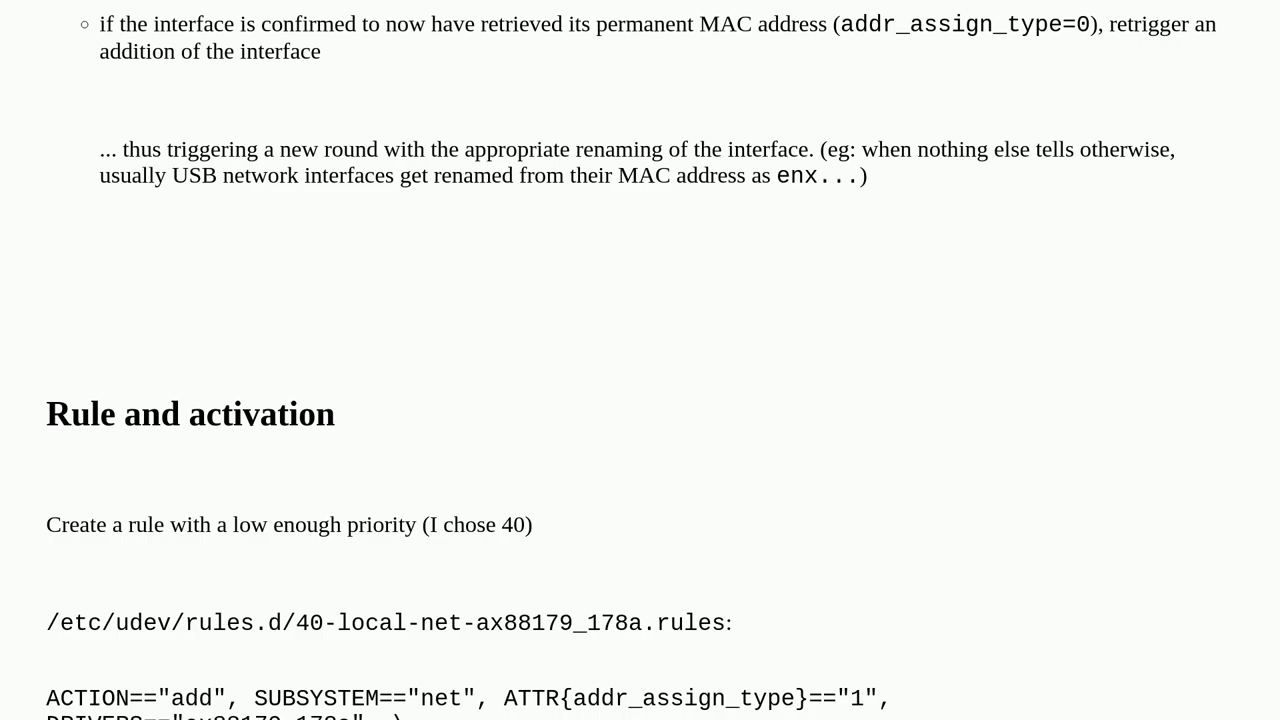 if the interface is confirmed to now have retrieved its permanent MAC address (addr_assign_type=0), retrigger an
addition of the interface
... thus triggering a new round with the appropriate renaming of the interface. (eg: when nothing else tells otherwise,
usually USB network interfaces get renamed from their MAC address as enx...)
Rule and activation
Create a rule with a low enough priority (I chose 40)
/etc/udev/rules.d/40-local-net-ax88179_178a.rules:
ACTION=="add", SUBSYSTEM=="net", ATTR{addr_assign_type}=="1",
DRIVERS=="ax88179_178a", \